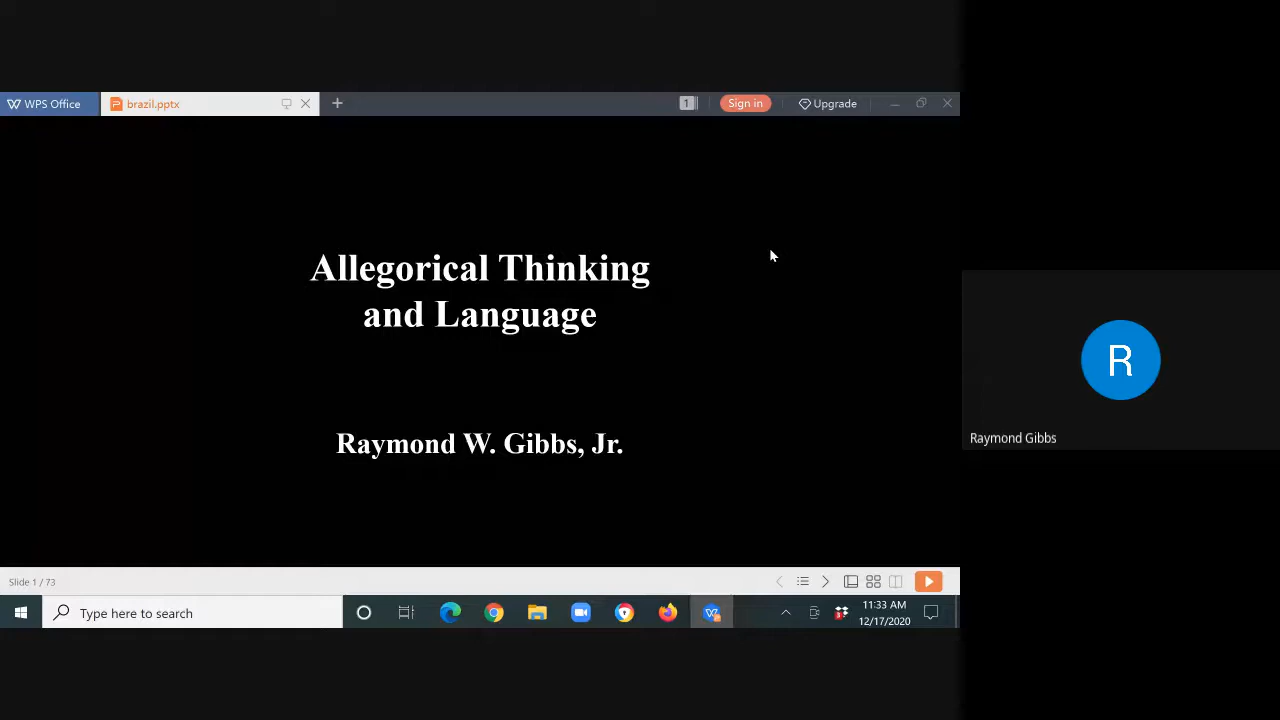 WPS Office
brazil.pptx
1
Sign in
Upgrade
Allegorical Thinking
and Language
Raymond W. Gibbs, Jr.
R
Raymond Gibbs
Slide 1 / 73
Type here to search
11:33 AM
12/17/2020